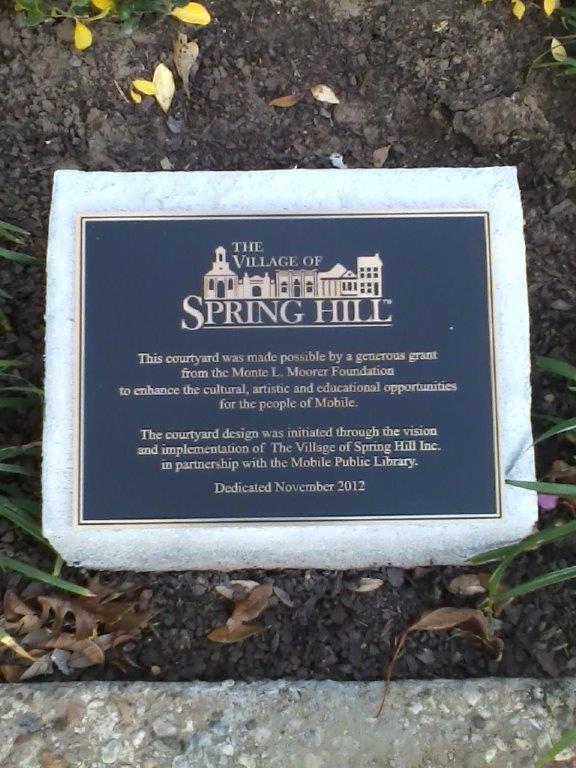 THE
VILLAGE OF
SPRING HILL™
This courtyard was made possible by a generous grant
from the Monte L. Moorer Foundation
to enhance the cultural, artistic and educational opportunities
for the people of Mobile.
The courtyard design was initiated through the vision
and implementation of The Village of Spring Hill Inc.
in partnership with the Mobile Public Library.
Dedicated November 2012